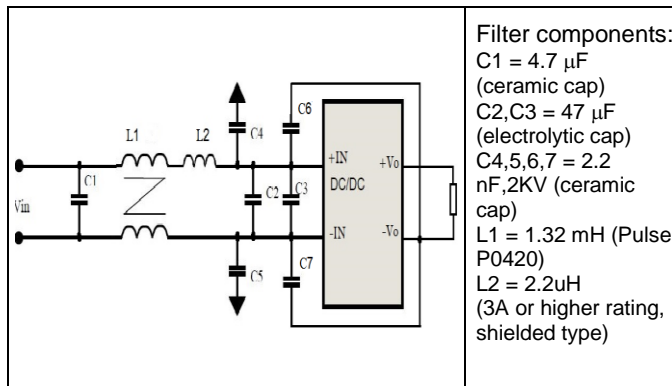 C6
L1
L2
C4
+IN
+Vo
DC/DC
C1
C2
C3
Vin
-IN
-Vo
C5
C7
Filter components:
C1 = 4.7 μF
(ceramic cap)
C2,C3 = 47 μF
(electrolytic cap)
C4,5,6,7 = 2.2
nF,2KV (ceramic
cap)
L1 = 1.32 mH (Pulse
P0420)
L2 = 2.2uH
(3A or higher rating,
shielded type)